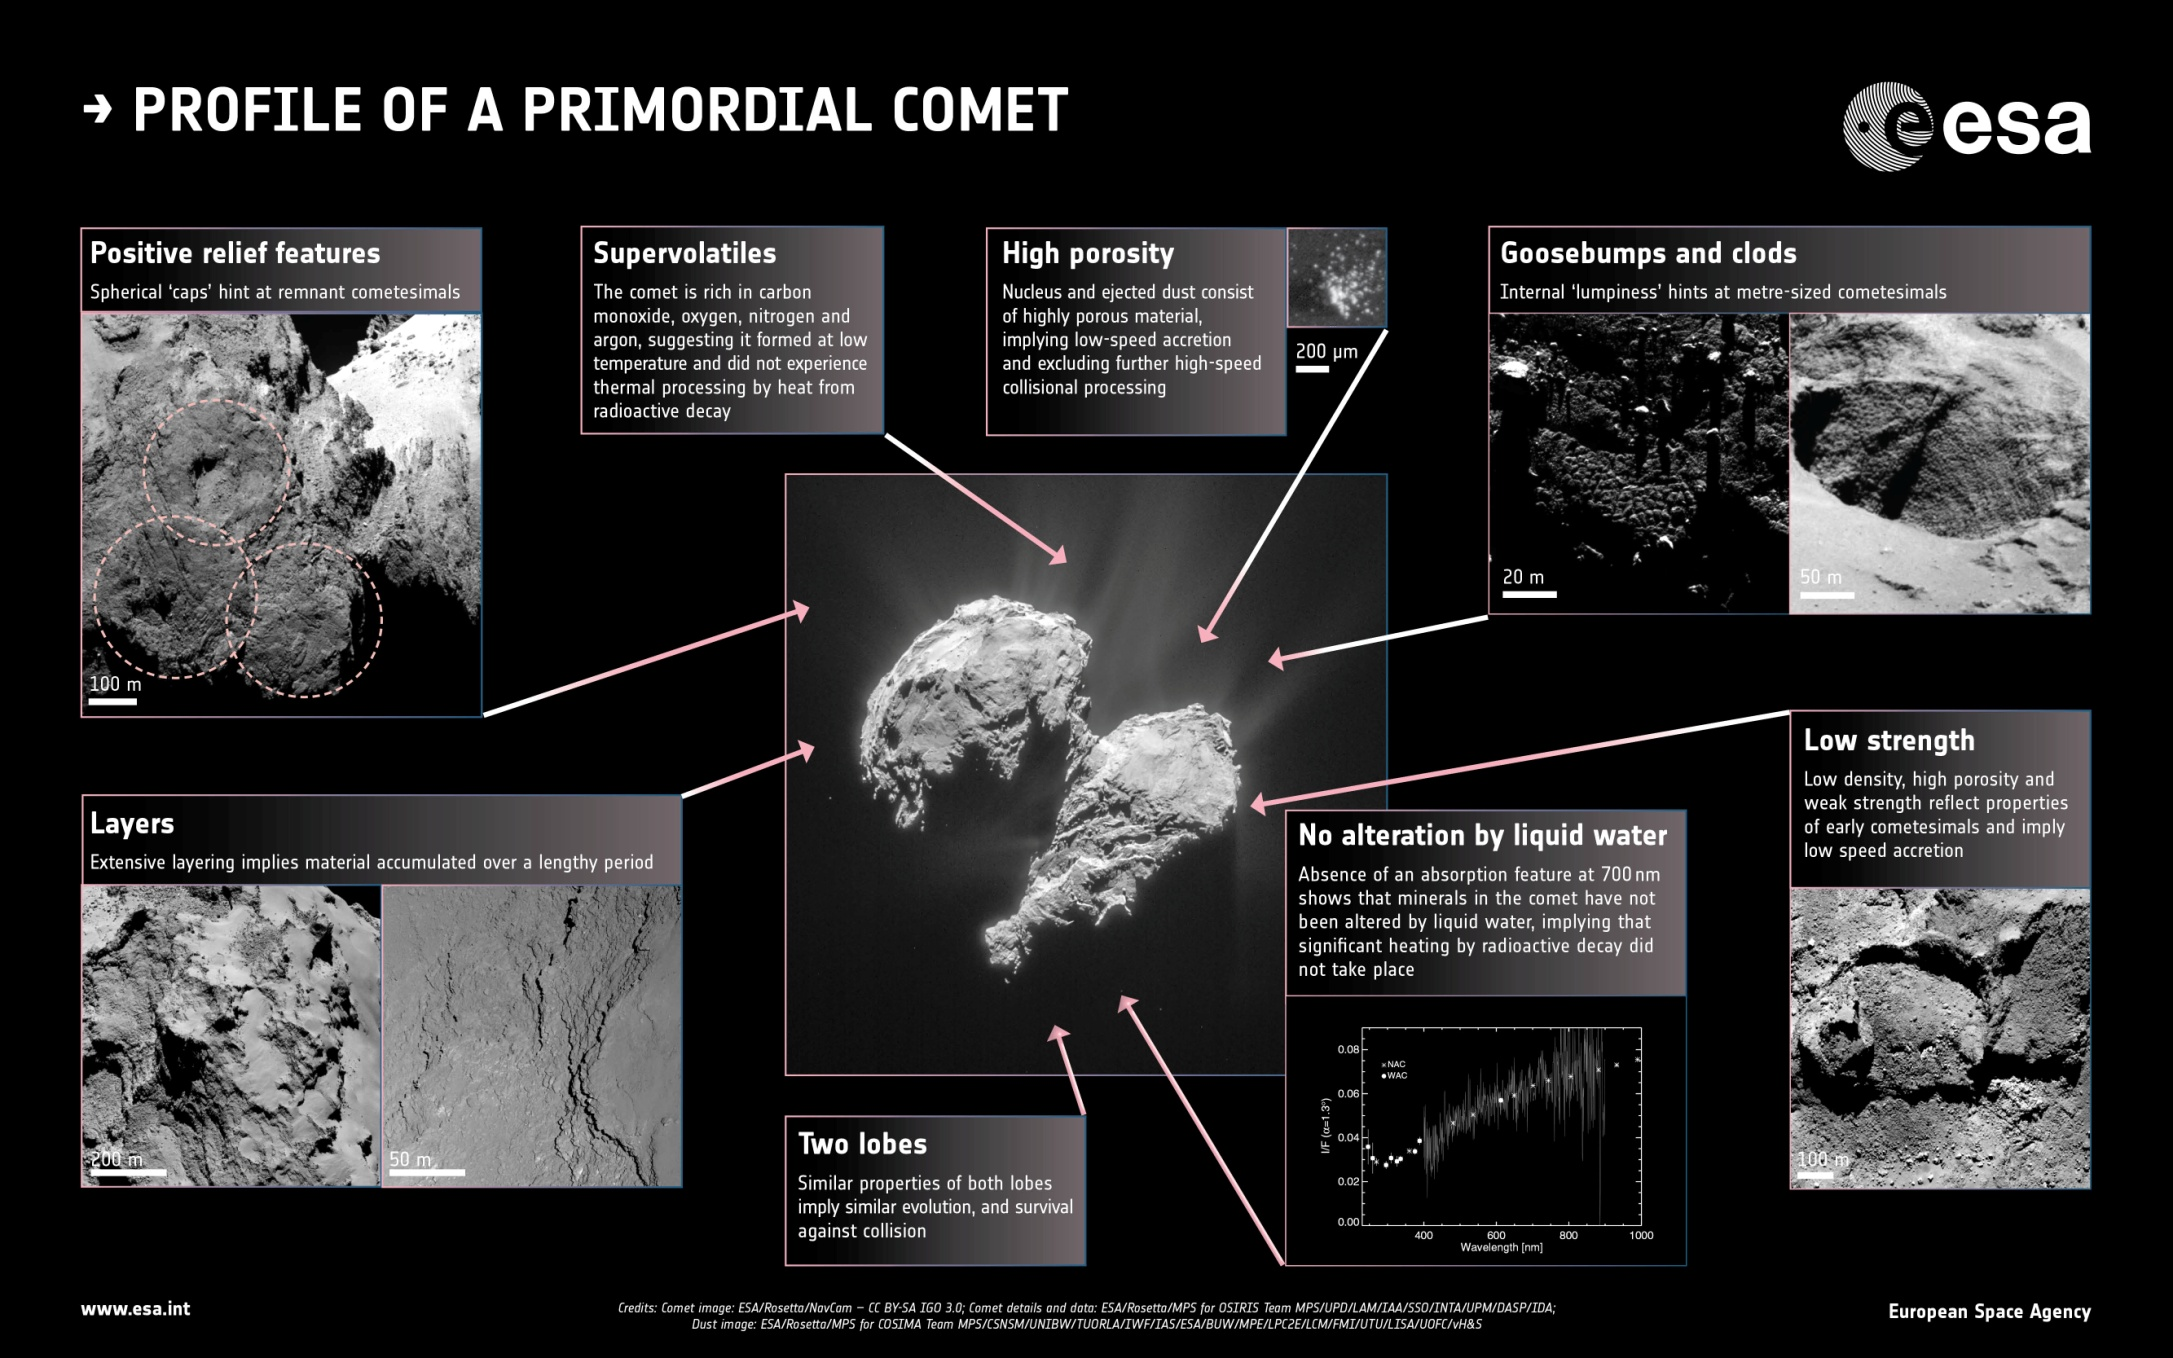 → PROFILE OF A PRIMORDIAL COMET
esa
Positive relief features
Spherical ‘caps’ hint at remnant cometesimals
100 m
Supervolatiles
The comet is rich in carbon
monoxide, oxygen, nitrogen and
argon, suggesting it formed at low
temperature and did not experience
thermal processing by heat from
radioactive decay
High porosity
Nucleus and ejected dust consist
of highly porous material,
implying low-speed accretion
and excluding further high-speed
collisional processing
200 µm
Goosebumps and clods
Internal ‘lumpiness’ hints at metre-sized cometesimals
20 m
50 m
Layers
Extensive layering implies material accumulated over a lengthy period
200 m
50 m
Two lobes
Similar properties of both lobes
imply similar evolution, and survival
against collision
No alteration by liquid water
Absence of an absorption feature at 700 nm
shows that minerals in the comet have not
been altered by liquid water, implying that
significant heating by radioactive decay did
not take place
0.08
0.06
0.04
0.02
0.00
I/F (α=1.3°)
NAC
WAC
400 600 800 1000
Wavelength [nm]
Low strength
Low density, high porosity and
weak strength reflect properties
of early cometesimals and imply
low speed accretion
100 m
www.esa.int
Credits: Comet image: ESA/Rosetta/NavCam – CC BY-SA IGO 3.0; Comet details and data: ESA/Rosetta/MPS for OSIRIS Team MPS/UPD/LAM/IAA/SSO/INTA/UPM/DASP/IDA;
Dust image: ESA/Rosetta/MPS for COSIMA Team MPS/CSNSM/UNIBW/TUORLA/IWF/IAS/ESA/BUW/MPE/LPC2E/LCM/FMI/UTU/LISA/UOFC/vH&S
European Space Agency